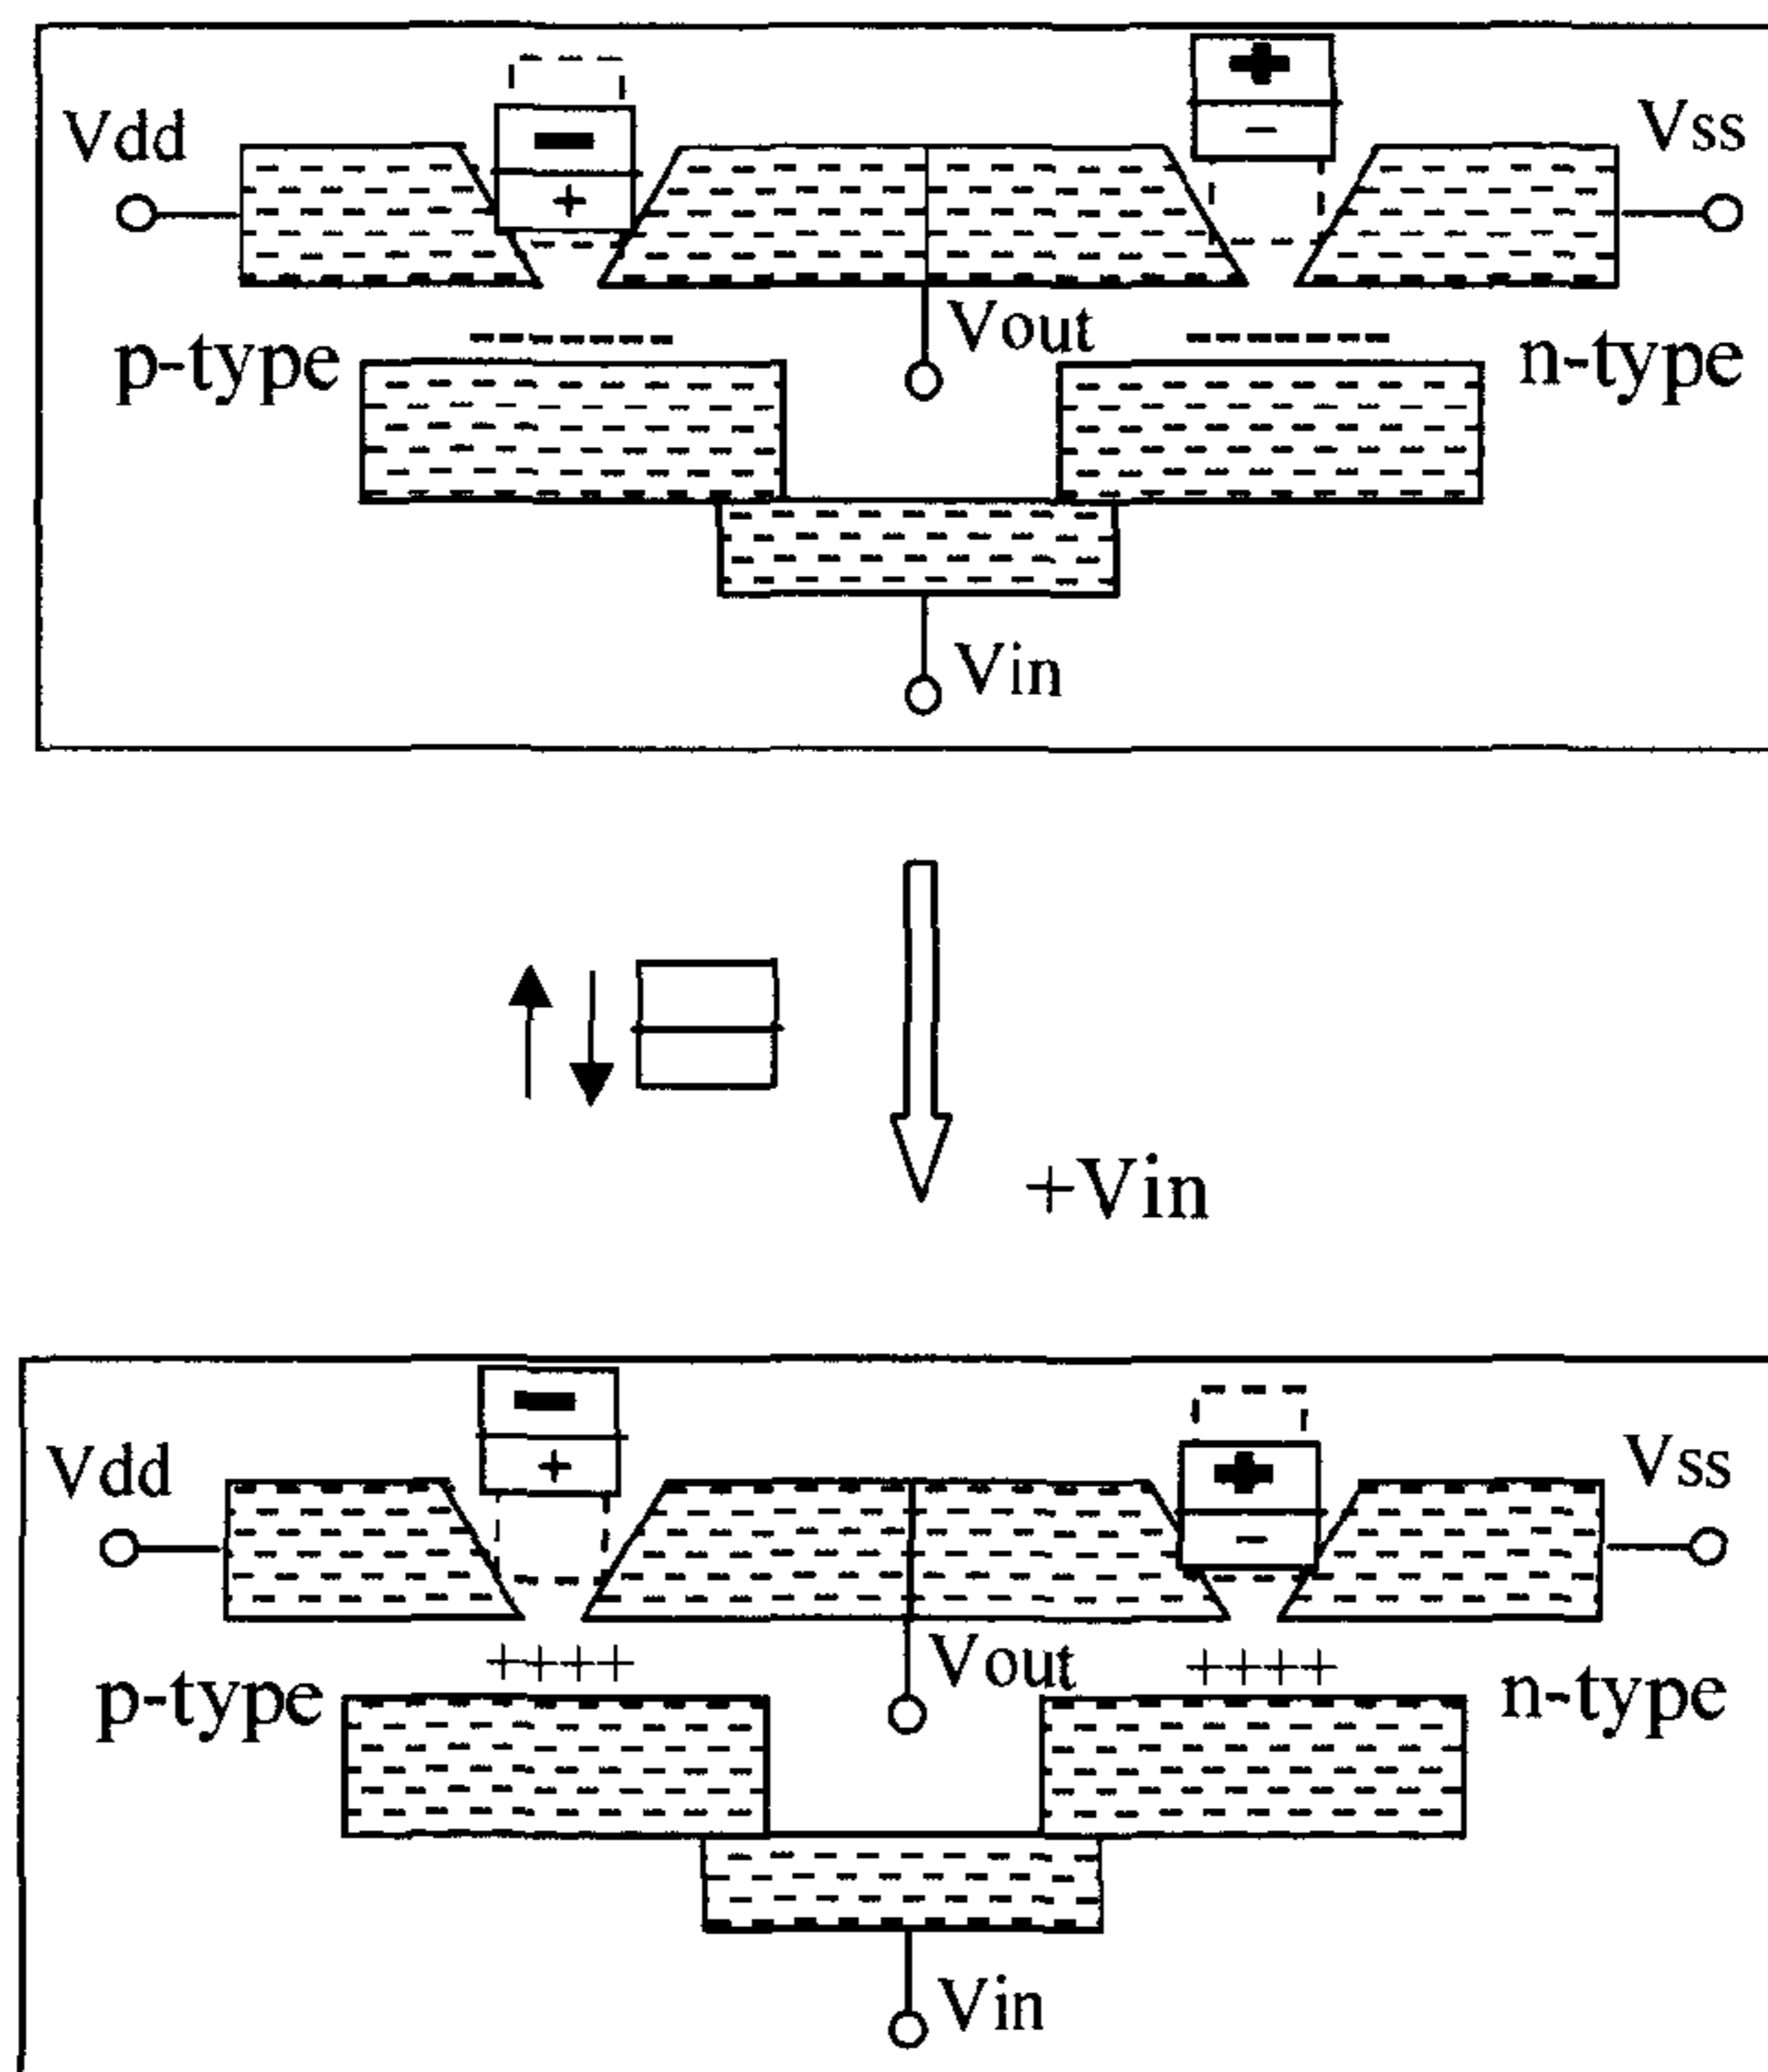 Vdd
−
+
+
−
Vss
Vout
p-type
n-type
Vin
+Vin
Vdd
−
+
+
−
Vss
++++
++++
Vout
p-type
n-type
Vin